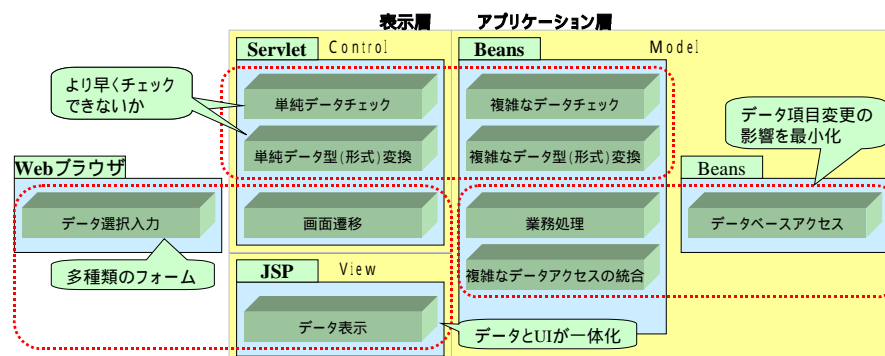 表示層 アプリケーション層
Servlet Control
Beans Model
より早くチェック
できないか
単純データチェック
複雑なデータチェック
データ項目変更の
影響を最小化
単純データ型(形式)変換
複雑なデータ型(形式)変換
Webブラウザ
Beans
データ選択入力
画面遷移
業務処理
データベースアクセス
多種類のフォーム
JSP View
複雑なデータアクセスの統合
データ表示
データとUIが一体化